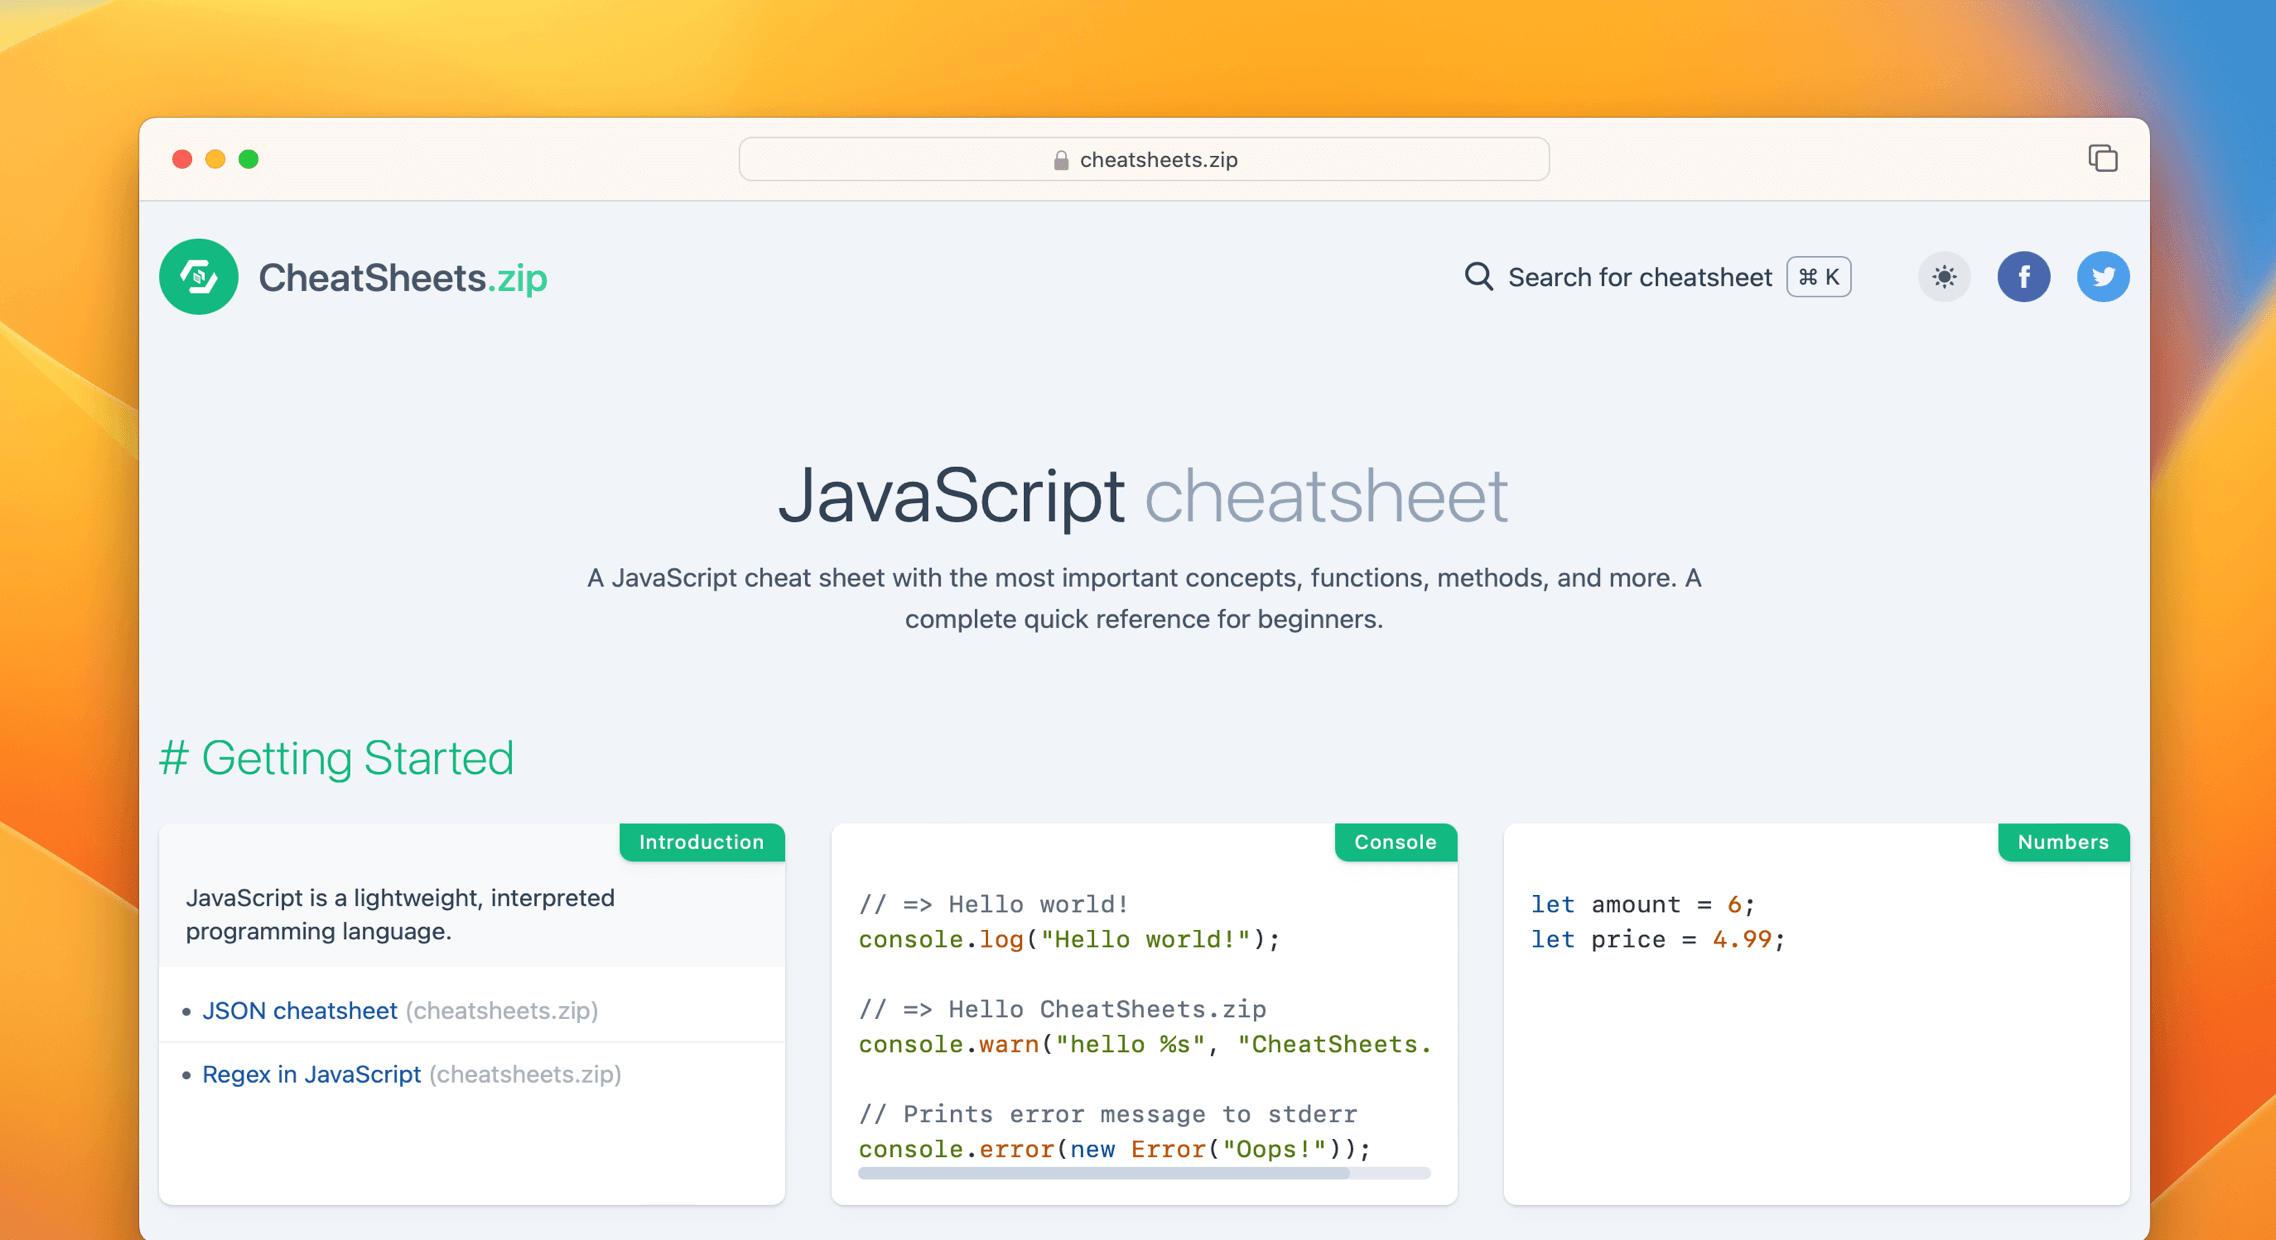 cheatsheets.zip
CheatSheets.zip
Search for cheatsheet ⌘ K
JavaScript cheatsheet
A JavaScript cheat sheet with the most important concepts, functions, methods, and more. A
complete quick reference for beginners.
# Getting Started
Introduction
JavaScript is a lightweight, interpreted
programming language.
• JSON cheatsheet (cheatsheets.zip)
• Regex in JavaScript (cheatsheets.zip)
Console
// => Hello world!
console.log("Hello world!");
// => Hello CheatSheets.zip
console.warn("hello %s", "CheatSheets.
// Prints error message to stderr
console.error(new Error("Oops!"));
Numbers
let amount = 6;
let price = 4.99;